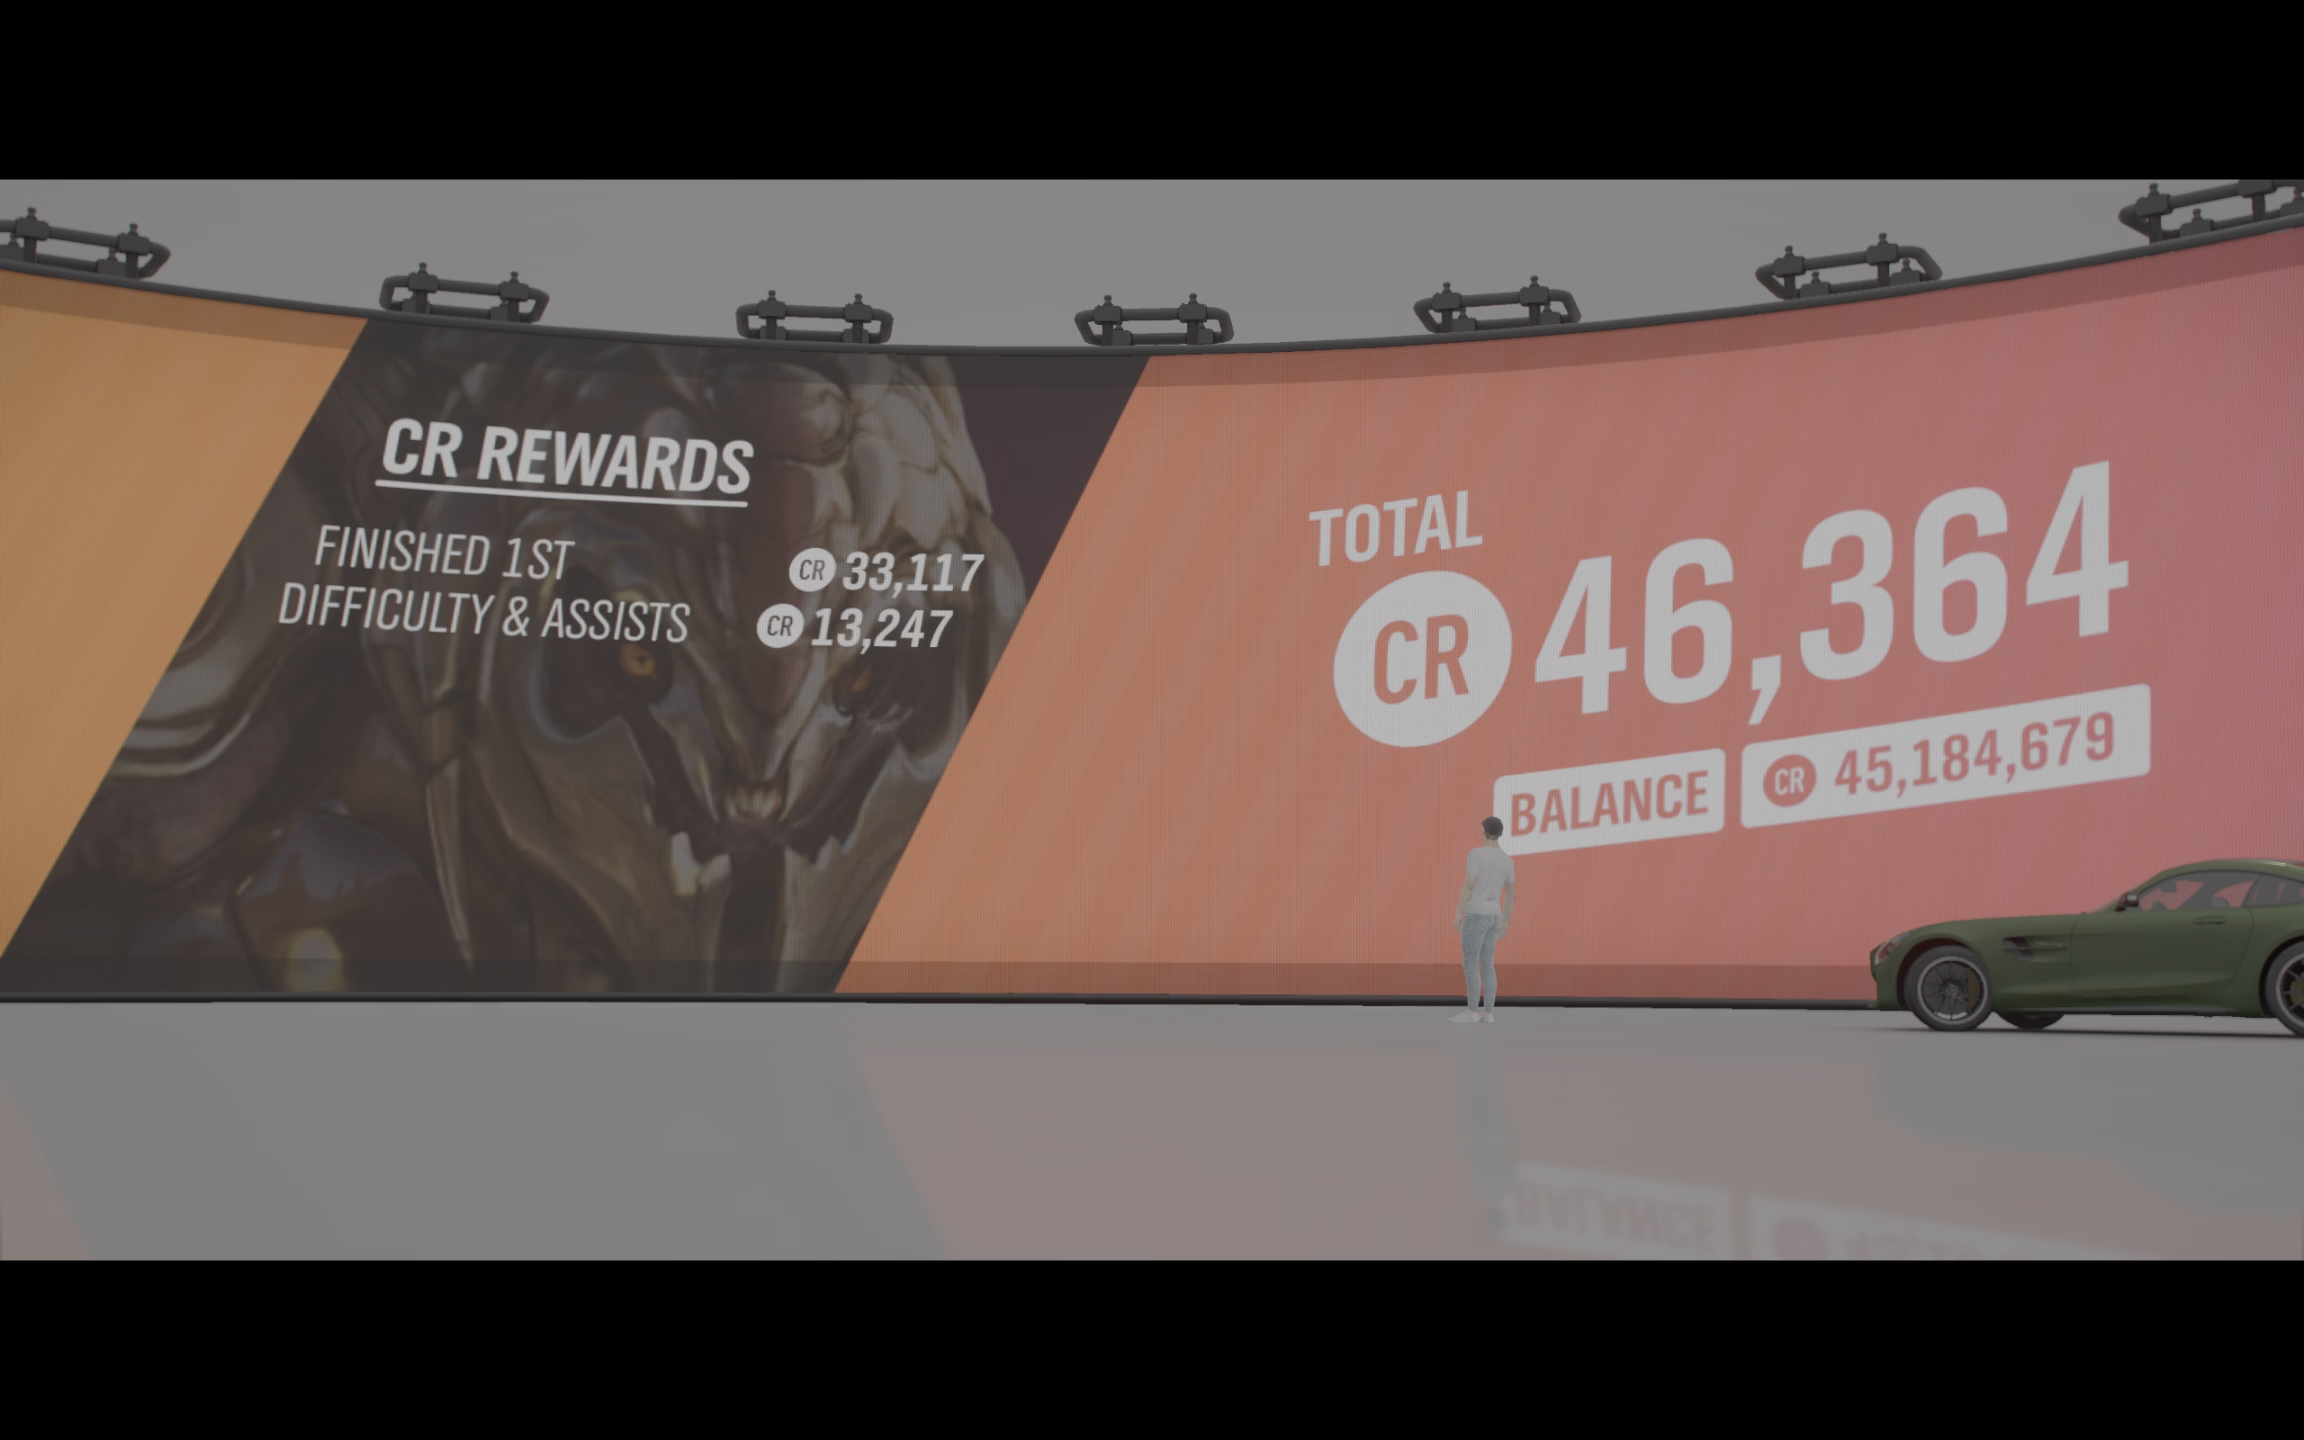 CR REWARDS
FINISHED 1ST CR 33,117
DIFFICULTY & ASSISTS CR 13,247
TOTAL
CR 46,364
BALANCE CR 45,184,679
BALANCE